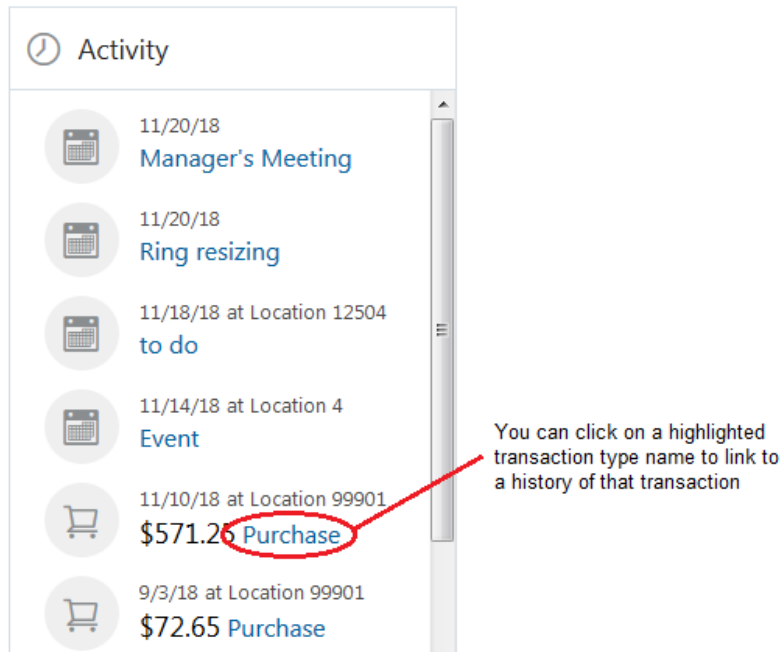 Activity
11/20/18
Manager's Meeting
11/20/18
Ring resizing
11/18/18 at Location 12504
to do
11/14/18 at Location 4
Event
11/10/18 at Location 99901
$571.25 Purchase
9/3/18 at Location 99901
$72.65 Purchase
You can click on a highlighted
transaction type name to link to
a history of that transaction